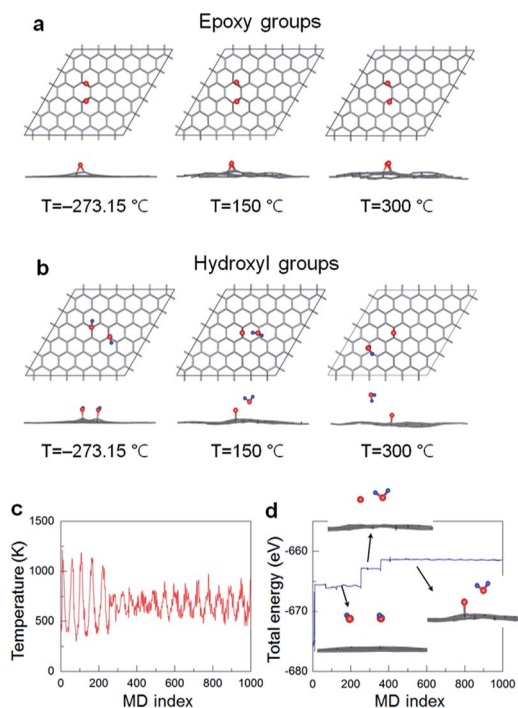 a
Epoxy groups
T=–273.15 °C T=150 °C T=300 °C
b
Hydroxyl groups
T=–273.15 °C T=150 °C T=300 °C
c
1500
1000
500
0
Temperature (K)
0 200 400 600 800 1000
MD index
d
-660
-670
-680
Total energy (eV)
0 200 400 600 800 1000
MD index